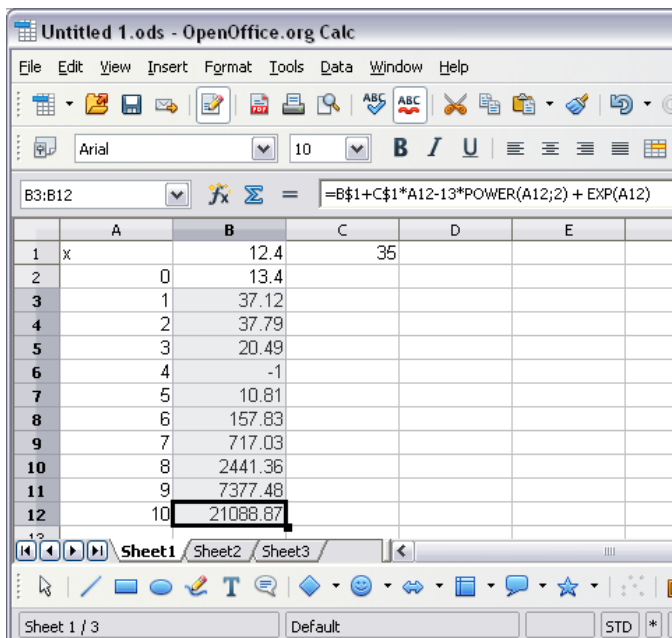 Untitled 1.ods - OpenOffice.org Calc
File Edit View Insert Format Tools Data Window Help
ABC ABC
Arial 10 B I U
B3:B12 fx Σ = =B$1+C$1*A12-13*POWER(A12;2) + EXP(A12)
A B C D E
1 x 12.4 35
2 0 13.4
3 1 37.12
4 2 37.79
5 3 20.49
6 4 -1
7 5 10.81
8 6 157.83
9 7 717.03
10 8 2441.36
11 9 7377.48
12 10 21088.87
13
Sheet1 Sheet2 Sheet3
T
Sheet 1 / 3 Default STD *